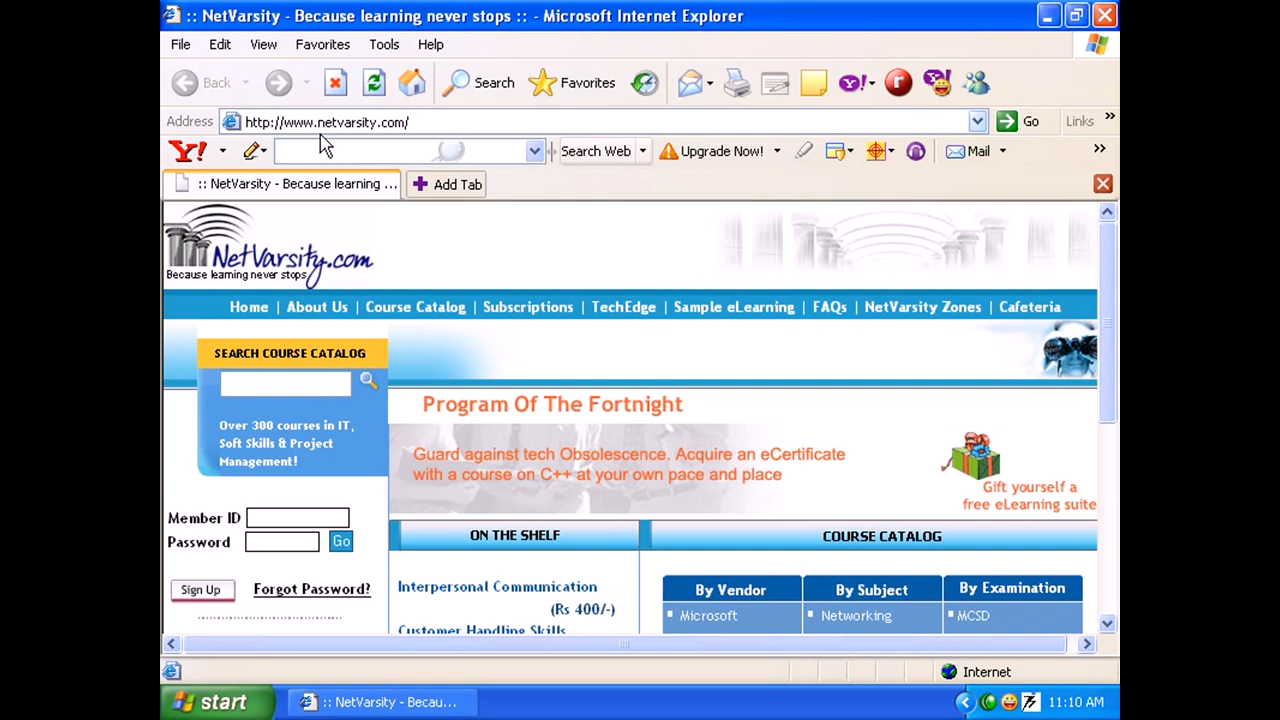 :: NetVarsity - Because learning never stops :: - Microsoft Internet Explorer
File Edit View Favorites Tools Help
Back Search Favorites
Address http://www.netvarsity.com/ Go Links »
Y! Search Web Upgrade Now! Mail »
:: NetVarsity - Because learning ... Add Tab
NetVarsity.com
Because learning never stops
Home | About Us | Course Catalog | Subscriptions | TechEdge | Sample eLearning | FAQs | NetVarsity Zones | Cafeteria
SEARCH COURSE CATALOG
Over 300 courses in IT,
Soft Skills & Project
Management!
Program Of The Fortnight
Guard against tech Obsolescence. Acquire an eCertificate
with a course on C++ at your own pace and place
Gift yourself a
free eLearning suite
Member ID
Password Go
Sign Up Forgot Password?
ON THE SHELF
Interpersonal Communication
(Rs 400/-)
Customer Handling Skills
COURSE CATALOG
By Vendor By Subject By Examination
Microsoft Networking MCSD
Internet
start :: NetVarsity - Becau... 11:10 AM